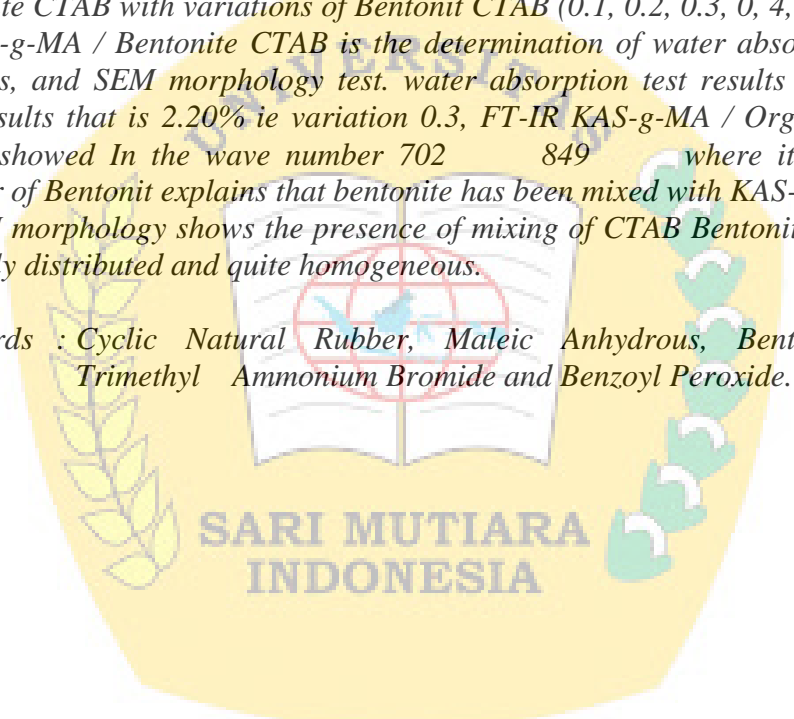 te CTAB with variations of Bentonit CTAB (0.1, 0.2, 0.3, 0, 4,
-g-MA / Bentonite CTAB is the determination of water abso
s, and SEM morphology test. water absorption test results
sults that is 2.20% ie variation 0.3, FT-IR KAS-g-MA / Org
showed In the wave number 702 849 where it
r of Bentonit explains that bentonite has been mixed with KAS-
I morphology shows the presence of mixing of CTAB Bentoni
ly distributed and quite homogeneous.
rds : Cyclic Natural Rubber, Maleic Anhydrous, Bent
Trimethyl Ammonium Bromide and Benzoyl Peroxide.
UNIVERSITAS
SARI MUTIARA
INDONESIA